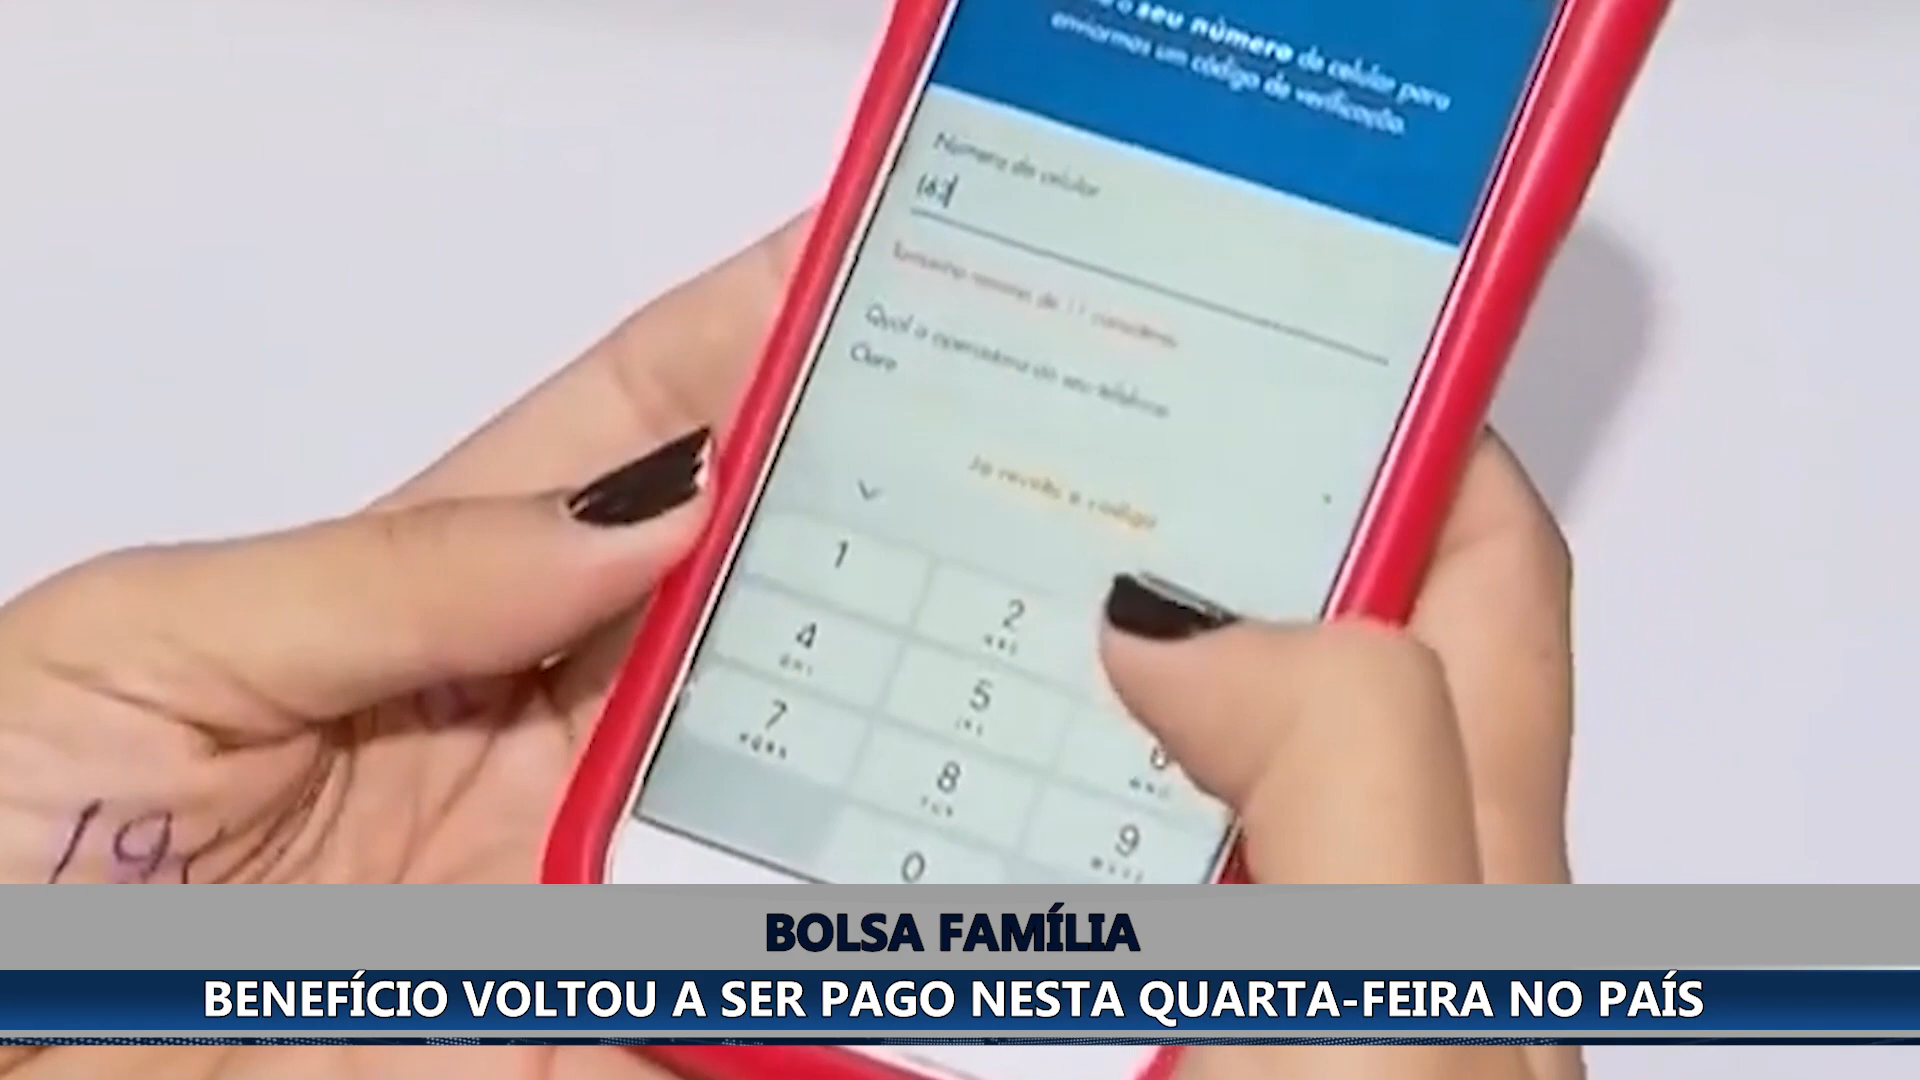 o seu número de celular para
enviarmos um código de verificação.
Número de celular
Qual a operadora do seu telefone
Claro
Já recebi o código
1
2
4
5
6
7
8
9
0
BOLSA FAMÍLIA
BENEFÍCIO VOLTOU A SER PAGO NESTA QUARTA-FEIRA NO PAÍS